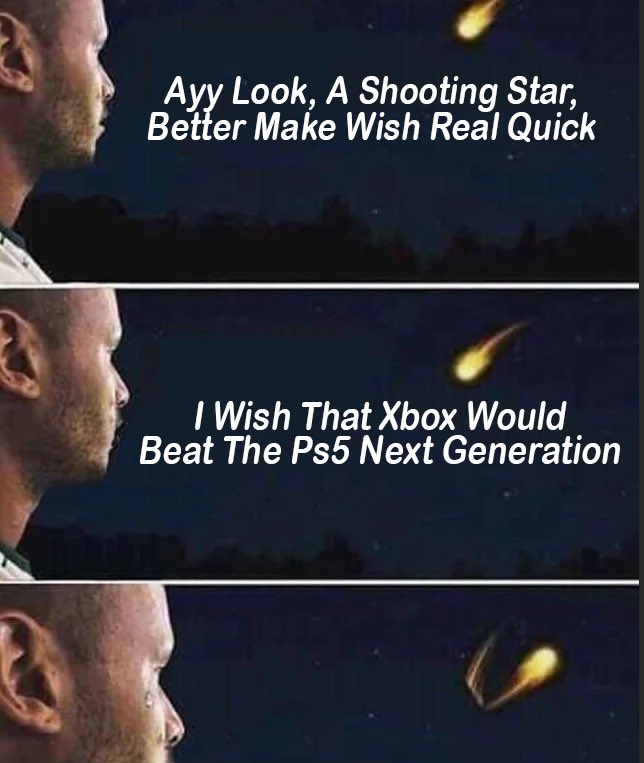 Ayy Look, A Shooting Star,
Better Make Wish Real Quick
I Wish That Xbox Would
Beat The Ps5 Next Generation